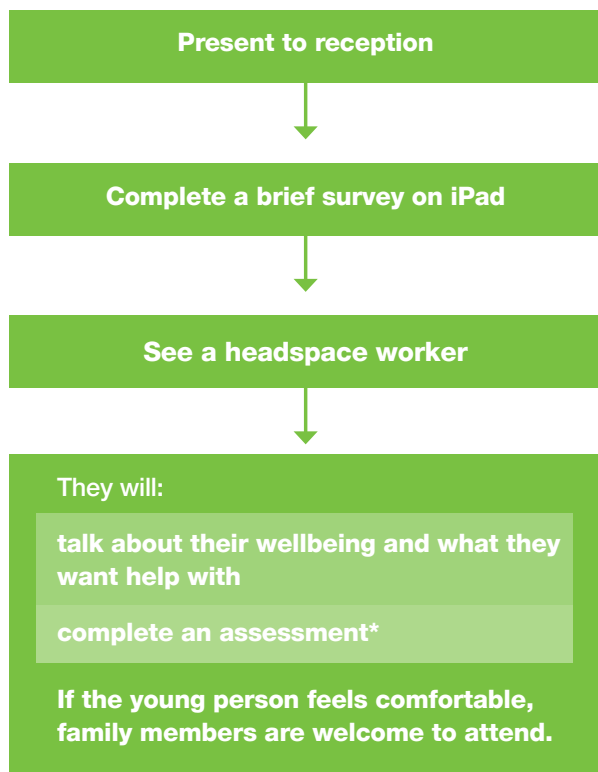 Present to reception
Complete a brief survey on iPad
See a headspace worker
They will:
talk about their wellbeing and what they
want help with
complete an assessment*
If the young person feels comfortable,
family members are welcome to attend.